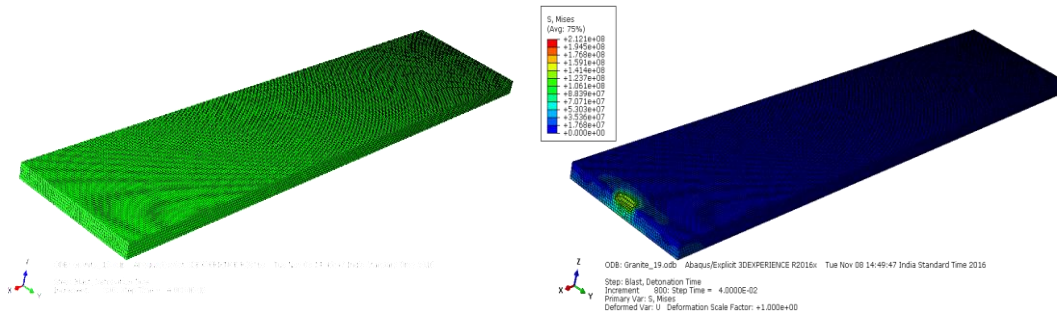 S, Mises
(Avg: 75%)
+2.121e+08
+1.945e+08
+1.768e+08
+1.591e+08
+1.414e+08
+1.237e+08
+1.061e+08
+8.839e+07
+7.071e+07
+5.303e+07
+3.536e+07
+1.768e+07
+0.000e+00
X
Y
Z
X
Y
ODB: Granite_19.odb Abaqus/Explicit 3DEXPERIENCE R2016x Tue Nov 08 14:49:47 India Standard Time 2016
Step: Blast, Detonation Time
Increment 800: Step Time = 4.0000E-02
Primary Var: S, Mises
Deformed Var: U Deformation Scale Factor: +1.000e+00